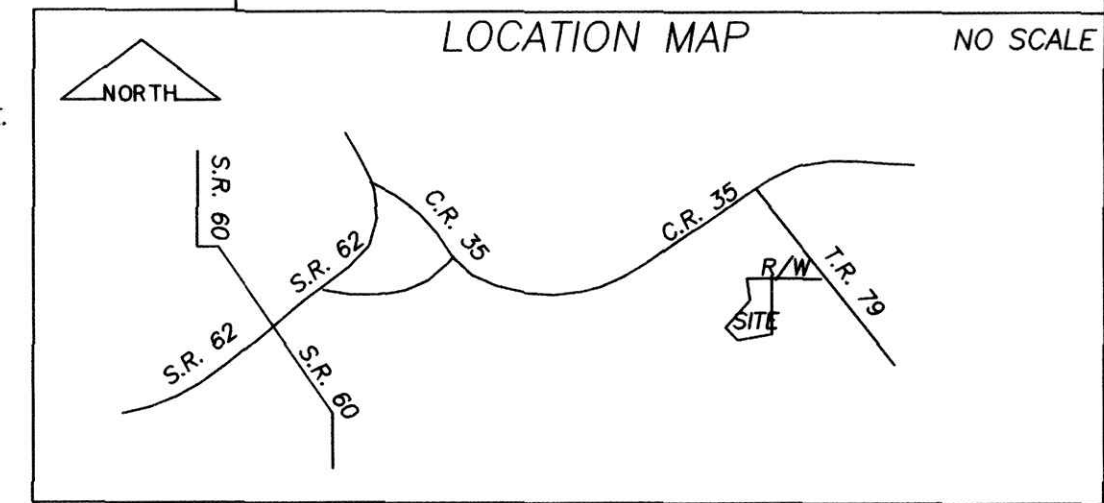 LOCATION MAP
NO SCALE
NORTH
S.R. 60
C.R. 35
C.R. 35
S.R. 62
R/W
T.R. 79
SITE
S.R. 62
S.R. 60